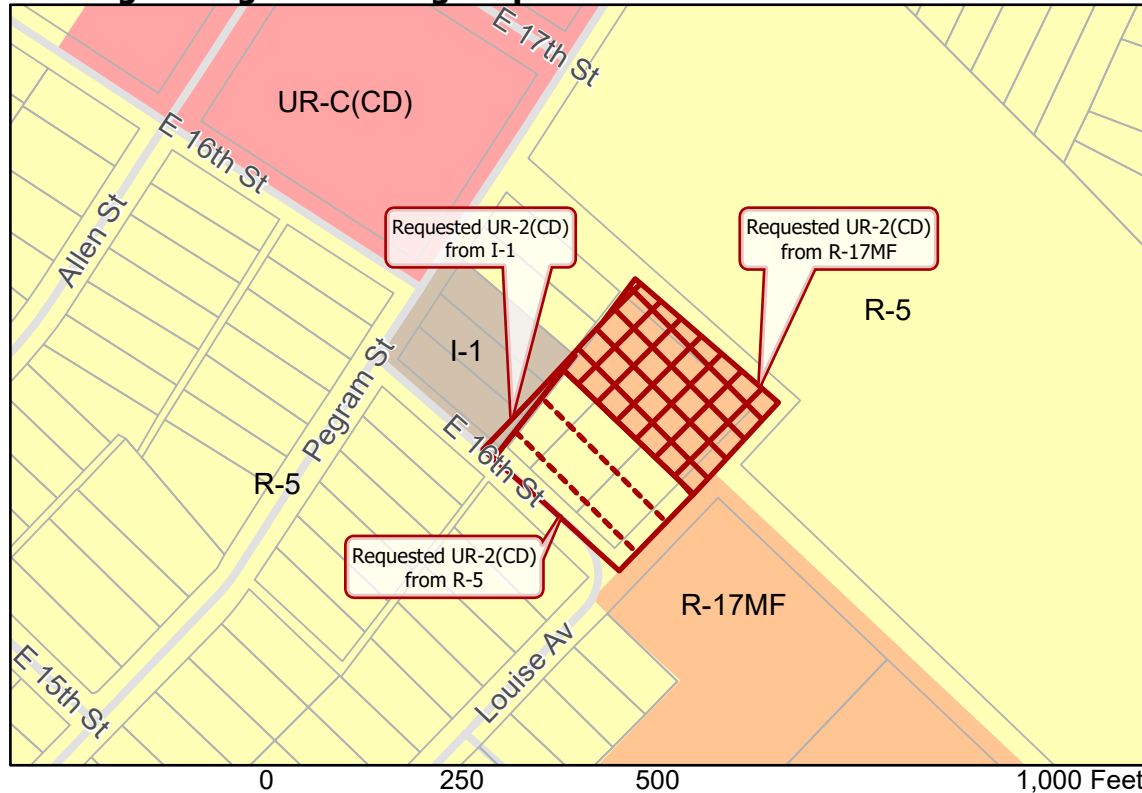 E 17th St
UR-C(CD)
E 16th St
Allen St
Requested UR-2(CD)
from I-1
Requested UR-2(CD)
from R-17MF
R-5
I-1
Pegram St
E 16th St
R-5
Requested UR-2(CD)
from R-5
R-17MF
Louise Av
E 15th St
0 250 500 1,000 Feet